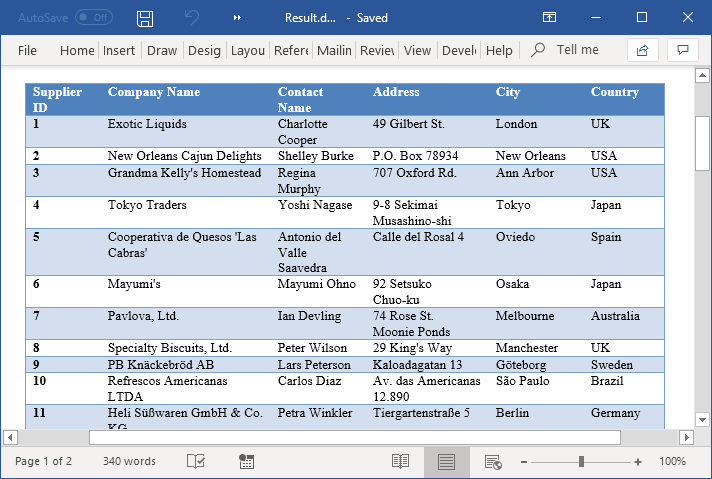 AutoSave Off Result.d... - Saved
File Home Insert Draw Desig Layou Refere Mailin Reviev View Develo Help Tell me
Supplier ID Company Name Contact Name Address City Country
1 Exotic Liquids Charlotte Cooper 49 Gilbert St. London UK
2 New Orleans Cajun Delights Shelley Burke P.O. Box 78934 New Orleans USA
3 Grandma Kelly's Homestead Regina Murphy 707 Oxford Rd. Ann Arbor USA
4 Tokyo Traders Yoshi Nagase 9-8 Sekimai Musashino-shi Tokyo Japan
5 Cooperativa de Quesos 'Las Cabras' Antonio del Valle Saavedra Calle del Rosal 4 Oviedo Spain
6 Mayumi's Mayumi Ohno 92 Setsuko Chuo-ku Osaka Japan
7 Pavlova, Ltd. Ian Devling 74 Rose St. Moonie Ponds Melbourne Australia
8 Specialty Biscuits, Ltd. Peter Wilson 29 King's Way Manchester UK
9 PB Knäckebröd AB Lars Peterson Kaloadagatan 13 Göteborg Sweden
10 Refrescos Americanas LTDA Carlos Diaz Av. das Americanas 12.890 São Paulo Brazil
11 Heli Süßwaren GmbH & Co. KG Petra Winkler Tiergartenstraße 5 Berlin Germany
Page 1 of 2 340 words 100%